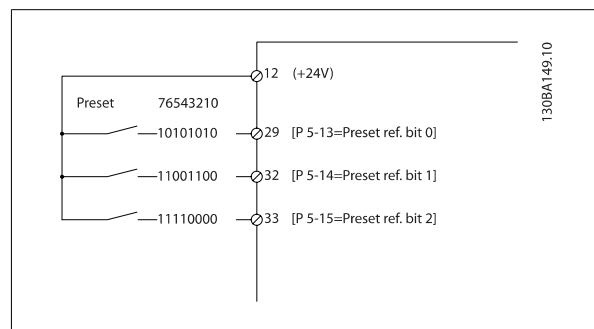 12 (+24V)
Preset 76543210
10101010 29 [P 5-13=Preset ref. bit 0]
11001100 32 [P 5-14=Preset ref. bit 1]
11110000 33 [P 5-15=Preset ref. bit 2]
130BA149.10